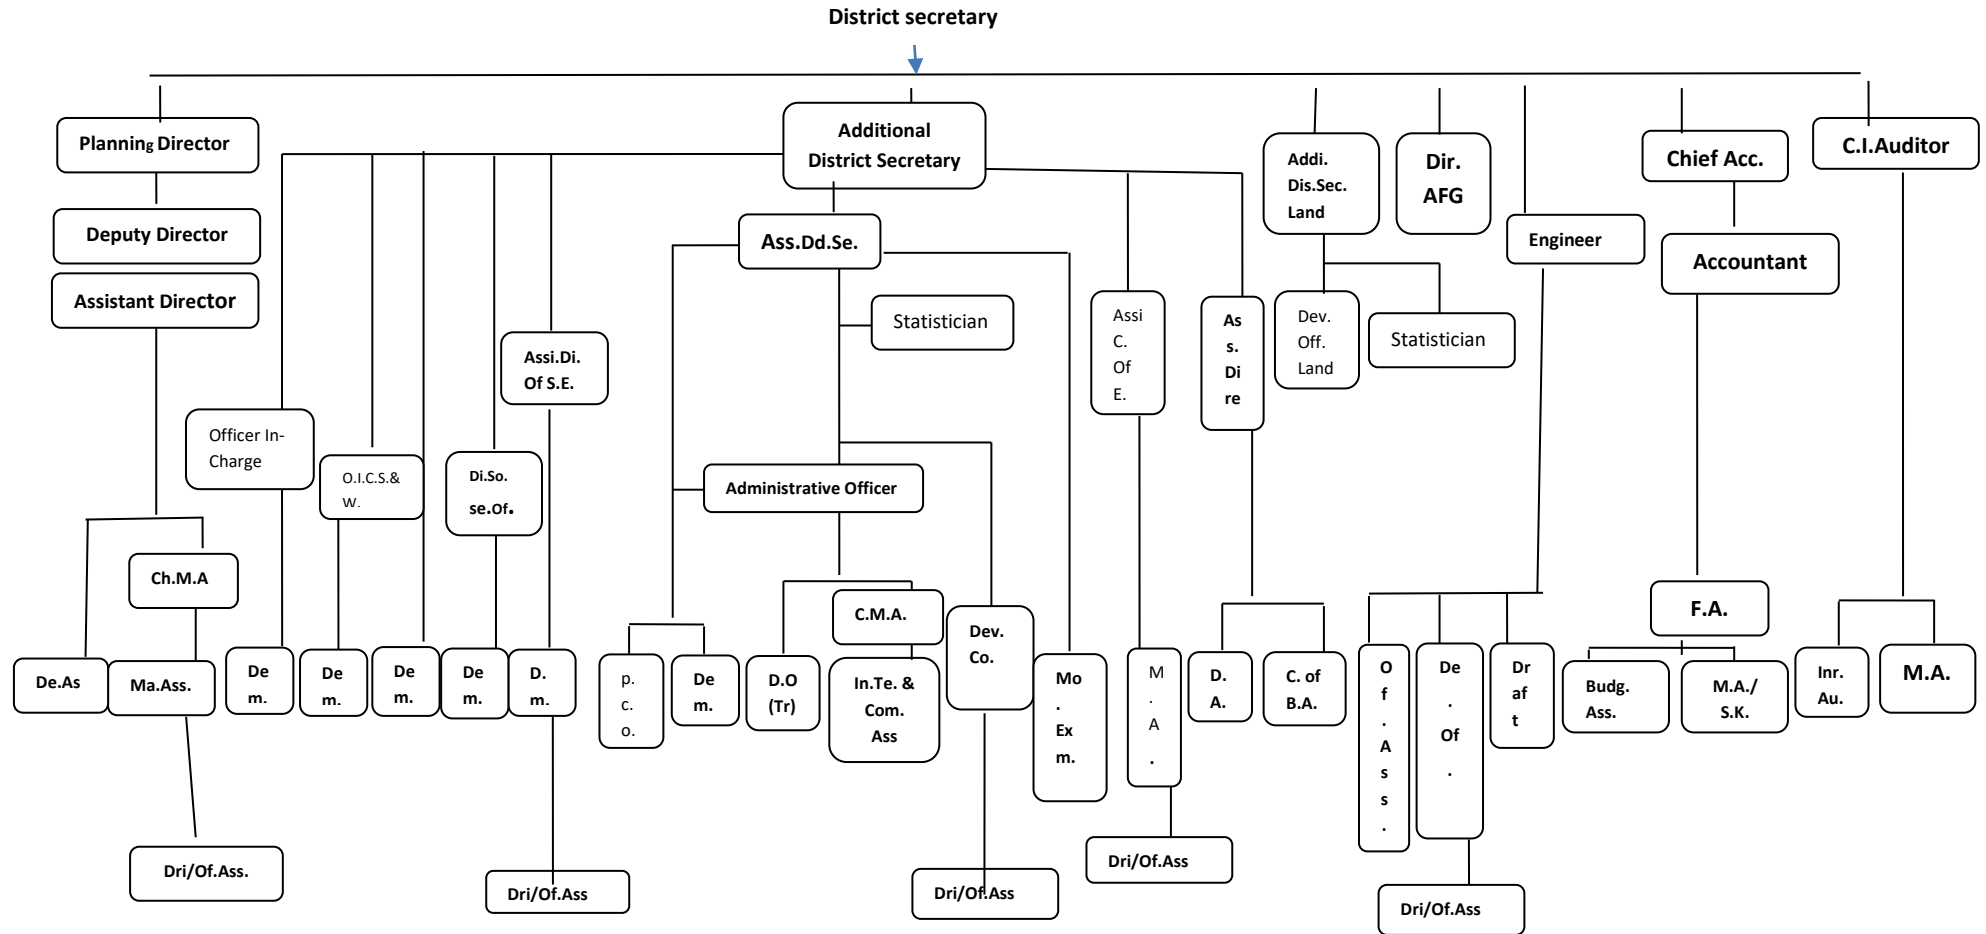 District secretary
Planning Director
Additional
District Secretary
Addi.
Dis.Sec.
Land
Dir.
AFG
Chief Acc.
C.I.Auditor
Deputy Director
Ass.Dd.Se.
Engineer
Accountant
Assistant Director
Statistician
Assi
C.
Of
E.
As
s.
Di
re
Dev.
Off.
Land
Statistician
Assi.Di.
Of S.E.
Officer In-
Charge
O.I.C.S.&
W.
Di.So.
se.Of.
Administrative Officer
Ch.M.A
C.M.A.
F.A.
De.As
Ma.Ass.
De
m.
De
m.
De
m.
De
m.
D.
m.
p.
c.
o.
De
m.
D.O
(Tr)
In.Te. &
Com.
Ass
Dev.
Co.
Mo
.
Ex
m.
M
.
A
.
D.
A.
C. of
B.A.
O
f
.
A
s
s
.
De
.
Of
.
Dr
af
t
Budg.
Ass.
M.A./
S.K.
Inr.
Au.
M.A.
Dri/Of.Ass.
Dri/Of.Ass
Dri/Of.Ass
Dri/Of.Ass
Dri/Of.Ass